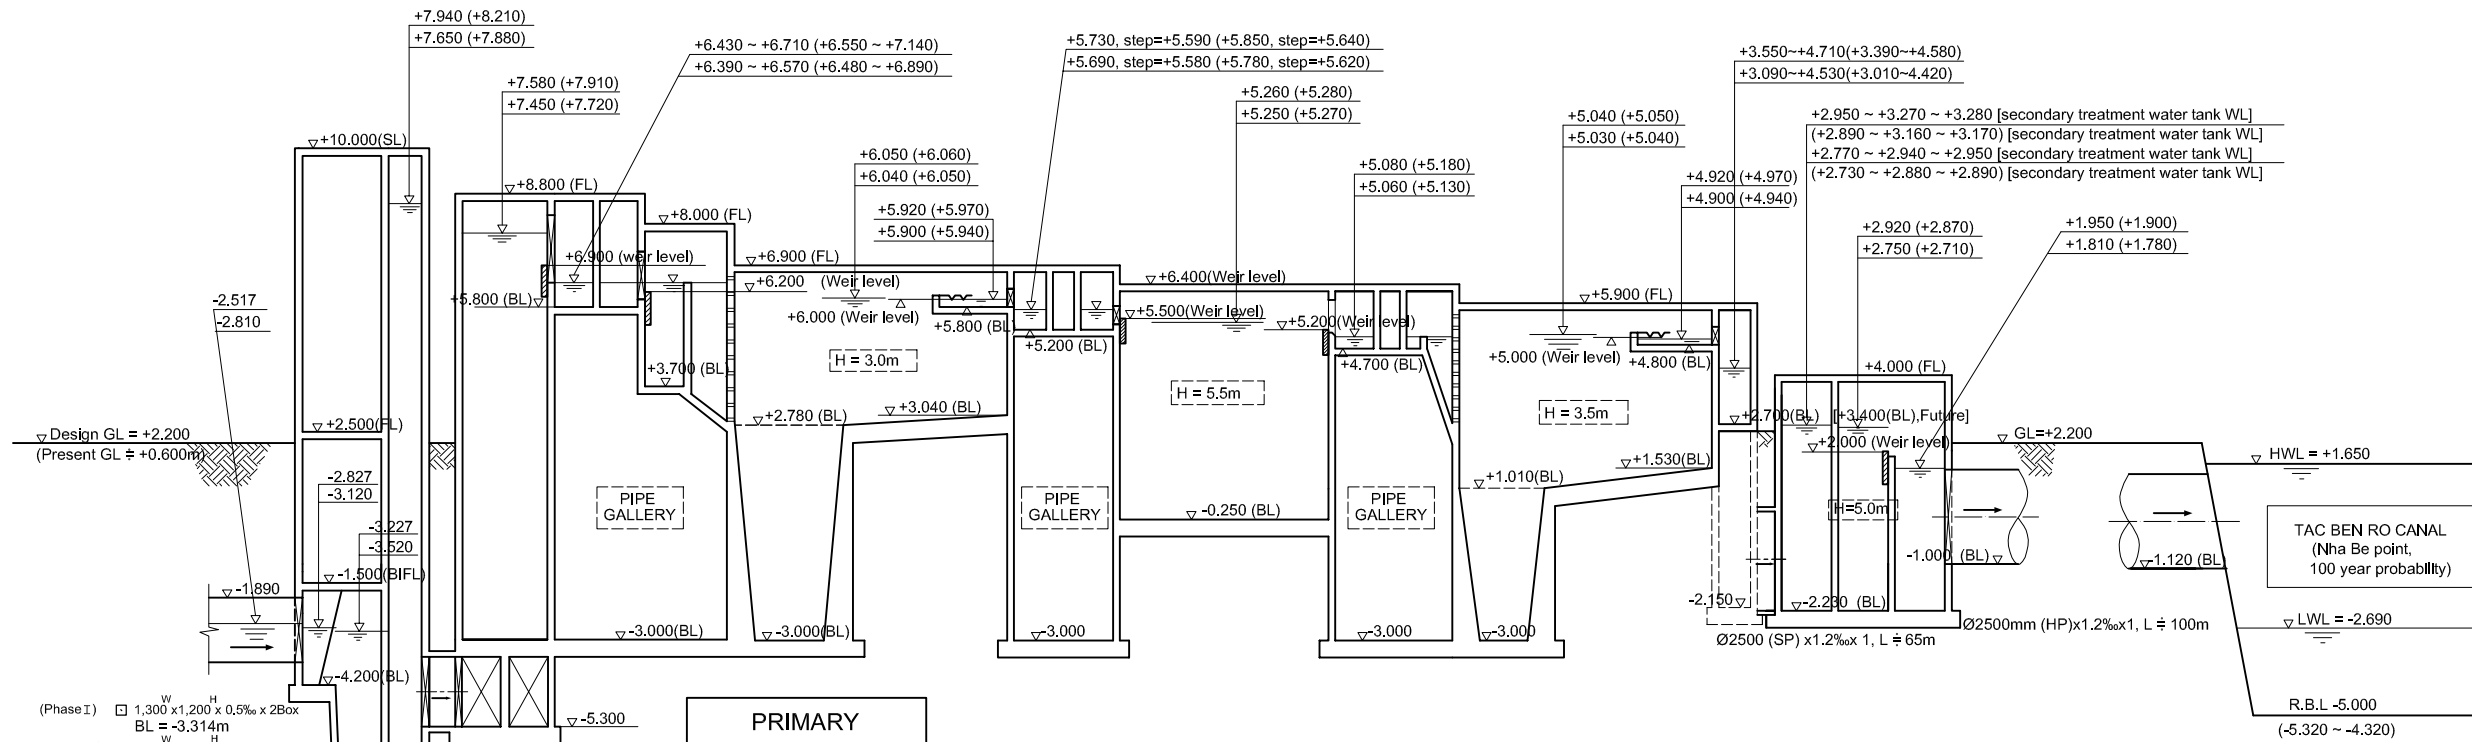 +7.940 (+8.210)
+7.650 (+7.880)
+6.430 ~ +6.710 (+6.550 ~ +7.140)
+6.390 ~ +6.570 (+6.480 ~ +6.890)
+5.730, step=+5.590 (+5.850, step=+5.640)
+5.690, step=+5.580 (+5.780, step=+5.620)
+3.550~+4.710(+3.390~+4.580)
+3.090~+4.530(+3.010~4.420)
+7.580 (+7.910)
+7.450 (+7.720)
+5.260 (+5.280)
+5.250 (+5.270)
+5.040 (+5.050)
+5.030 (+5.040)
+2.950 ~ +3.270 ~ +3.280 [secondary treatment water tank WL]
(+2.890 ~ +3.160 ~ +3.170) [secondary treatment water tank WL]
+2.770 ~ +2.940 ~ +2.950 [secondary treatment water tank WL]
(+2.730 ~ +2.880 ~ +2.890) [secondary treatment water tank WL]
+10.000(SL)
+6.050 (+6.060)
+6.040 (+6.050)
+5.080 (+5.180)
+5.060 (+5.130)
+4.920 (+4.970)
+4.900 (+4.940)
+8.800 (FL)
+8.000 (FL)
+5.920 (+5.970)
+5.900 (+5.940)
+2.920 (+2.870)
+2.750 (+2.710)
+1.950 (+1.900)
+1.810 (+1.780)
+6.900 (weir level)
+6.900 (FL)
+6.200
(Weir level)
+6.400(Weir level)
+5.900 (FL)
-2.517
-2.810
+5.800 (BL)
+6.000 (Weir level)
+5.800 (BL)
+5.500(Weir level)
+5.200(Weir level)
+5.200 (BL)
+4.700 (BL)
+5.000 (Weir level)
+4.800 (BL)
H = 3.0m
+3.700 (BL)
H = 5.5m
H = 3.5m
+4.000 (FL)
+2.780 (BL)
+3.040 (BL)
+2.700(BL)
[+3.400(BL),Future]
+2.500(FL)
Design GL = +2.200
(Present GL ≑ +0.600m)
+2.000 (Weir level)
GL=+2.200
HWL = +1.650
+1.530(BL)
+1.010(BL)
-2.827
-3.120
PIPE
GALLERY
PIPE
GALLERY
PIPE
GALLERY
-0.250 (BL)
H=5.0m
-3.227
-3.520
TAC BEN RO CANAL
(Nha Be point,
100 year probability)
-1.000 (BL)
-1.120 (BL)
-1.500(BIFL)
-1.890
-2.150
-2.230 (BL)
-3.000(BL)
-3.000(BL)
-3.000
-3.000
-3.000
Ø2500 (SP) x1.2‰x 1, L ≑ 65m
Ø2500mm (HP)x1.2‰x1, L ≑ 100m
LWL = -2.690
-4.200(BL)
W H
(PhaseⅠ) 1,300 x1,200 x 0.5‰ x 2Box
BL = -3.314m
W H
-5.300
PRIMARY
R.B.L -5.000
(-5.320 ~ -4.320)